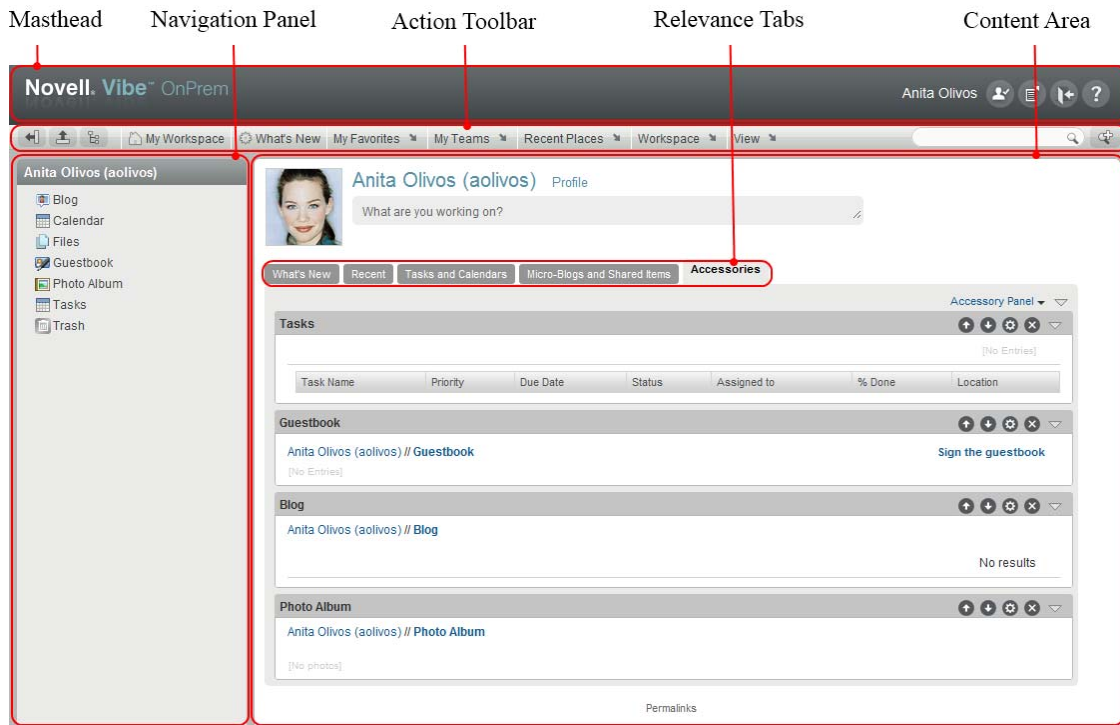 Masthead Navigation Panel Action Toolbar Relevance Tabs Content Area
Novell. Vibe™ OnPrem
Anita Olivos
?
My Workspace What's New My Favorites My Teams Recent Places Workspace View
Anita Olivos (aolivos)
Blog
Calendar
Files
Guestbook
Photo Album
Tasks
Trash
Anita Olivos (aolivos) Profile
What are you working on?
What's New Recent Tasks and Calendars Micro-Blogs and Shared Items Accessories
Accessory Panel
Tasks
[No Entries]
Task Name Priority Due Date Status Assigned to % Done Location
Guestbook
Anita Olivos (aolivos) // Guestbook Sign the guestbook
[No Entries]
Blog
Anita Olivos (aolivos) // Blog
No results
Photo Album
Anita Olivos (aolivos) // Photo Album
[No photos]
Permalinks